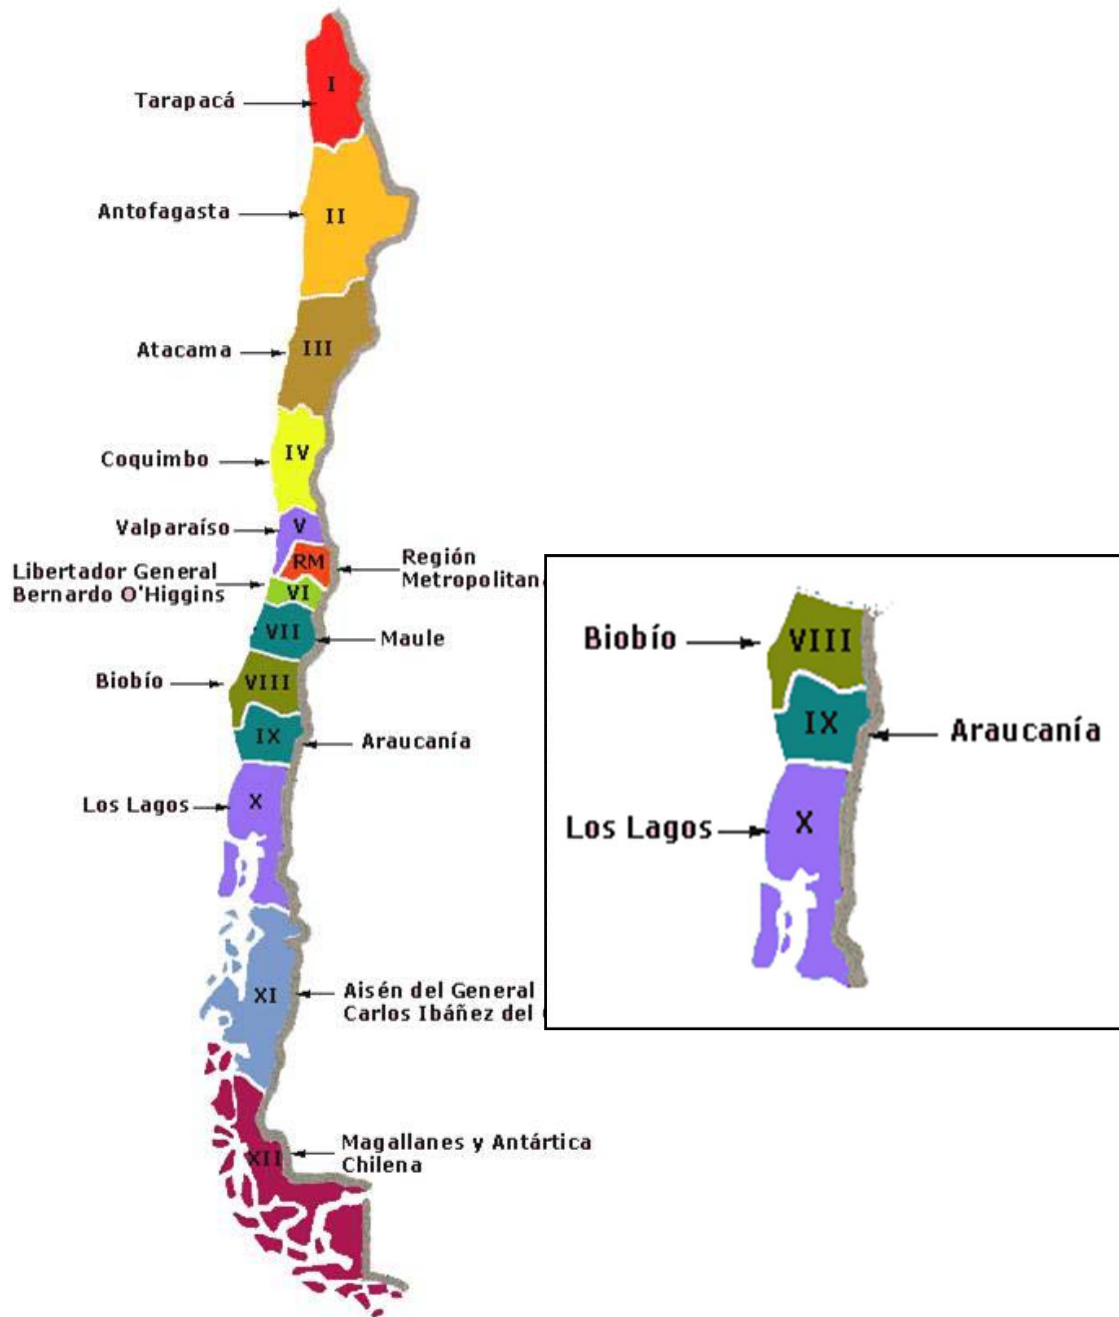 I
Tarapacá
Antofagasta
II
Atacama
III
Coquimbo
IV
Valparaíso
V
RM
Región
Metropolitan
Libertador General
Bernardo O'Higgins
VI
VII
Maule
Biobío
VIII
IX
Araucanía
Los Lagos
X
XI
Aisén del General
Carlos Ibáñez del
XII
Magallanes y Antártica
Chilena
Biobío
VIII
IX
Araucanía
Los Lagos
X